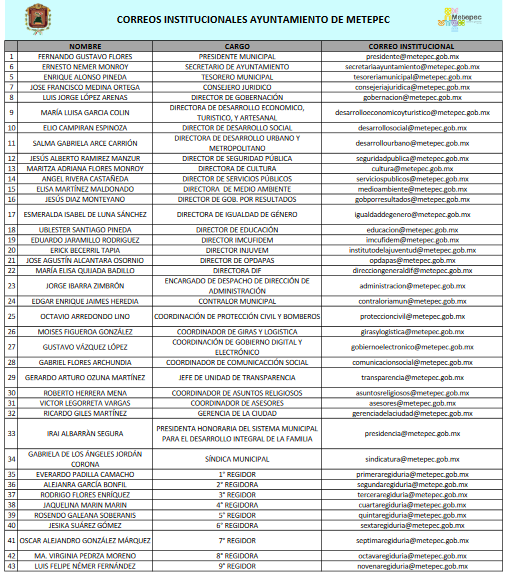 CORREOS INSTITUCIONALES AYUNTAMIENTO DE METEPEC
Metepec
NOMBRE CARGO CORREO INSTITUCIONAL
1 FERNANDO GUSTAVO FLORES PRESIDENTE MUNICIPAL presidente@metepec.gob.mx
6 ERNESTO NEMER MONROY SECRETARIO DE AYUNTAMIENTO secretariaayuntamiento@metepec.gob.mx
5 ENRIQUE ALONSO PINEDA TESORERO MUNICIPAL tesoreriamunicipal@metepec.gob.mx
7 JOSE FRANCISCO MEDINA ORTEGA CONSEJERO JURIDICO consejeriajuridica@metepec.gob.mx
8 LUIS JORGE LÓPEZ ARENAS DIRECTOR DE GOBERNACIÓN gobernacion@metepec.gob.mx
9 MARÍA LUISA GARCIA COLIN DIRECTORA DE DESARROLLO ECONOMICO, desarrolloeconomicoyturistico@metepec.gob.mx
TURISTICO, Y ARTESANAL
10 ELIO CAMPIRAN ESPINOZA DIRECTOR DE DESARROLLO SOCIAL desarrollosocial@metepec.gob.mx
11 SALMA GABRIELA ARCE CARRIÓN DIRECTORA DE DESARROLLO URBANO Y desarrollourbano@metepec.gob.mx
METROPOLITANO
12 JESÚS ALBERTO RAMIREZ MANZUR DIRECTOR DE SEGURIDAD PÚBLICA seguridadpublica@metepec.gob.mx
13 MARITZA ADRIANA FLORES MONROY DIRECTORA DE CULTURA cultura@metepec.gob.mx
14 ANGEL RIVERA CASTAÑEDA DIRECTOR DE SERVICIOS PÚBLICOS serviciospublicos@metepec.gob.mx
15 ELISA MARTÍNEZ MALDONADO DIRECTORA DE MEDIO AMBIENTE medioambiente@metepec.gob.mx
16 JESÚS DIAZ MONTEYANO DIRECTOR DE GOB. POR RESULTADOS gobporresultados@metepec.gob.mx
17 ESMERALDA ISABEL DE LUNA SÁNCHEZ DIRECTORA DE IGUALDAD DE GÉNERO igualdaddegenero@metepec.gob.mx
18 UBLESTER SANTIAGO PINEDA DIRECTOR DE EDUCACIÓN educacion@metepec.gob.mx
19 EDUARDO JARAMILLO RODRIGUEZ DIRECTOR IMCUFIDEM imcufidem@metepec.gob.mx
20 ERICK BECERRIL TAPIA DIRECTOR INJUVEM institutodelajuventud@metepec.gob.mx
21 JOSE AGUSTÍN ALCANTARA OSORNIO DIRECTOR DE OPDAPAS opdapas@metepec.gob.mx
22 MARÍA ELISA QUIJADA BADILLO DIRECTORA DIF direcciongeneraldif@metepec.gob.mx
23 JORGE IBARRA ZIMBRÓN ENCARGADO DE DESPACHO DE DIRECCIÓN DE administracion@metepec.gob.mx
ADMINISTRACIÓN
24 EDGAR ENRIQUE JAIMES HEREDIA CONTRALOR MUNICIPAL contraloriamun@metepec.gob.mx
25 OCTAVIO ARREDONDO LINO COORDINACIÓN DE PROTECCIÓN CIVIL Y BOMBEROS proteccioncivil@metepec.gob.mx
26 MOISES FIGUEROA GONZÁLEZ COORDINADOR DE GIRAS Y LOGISTICA girasylogistica@metepec.gob.mx
27 GUSTAVO VÁZQUEZ LÓPEZ COORDINACIÓN DE GOBIERNO DIGITAL Y gobiernoelectronico@metepec.gob.mx
ELECTRÓNICO
28 GABRIEL FLORES ARCHUNDIA COORDINADOR DE COMUNICACCIÓN SOCIAL comunicacionsocial@metepec.gob.mx
29 GERARDO ARTURO OZUNA MARTÍNEZ JEFE DE UNIDAD DE TRANSPARENCIA transparencia@metepec.gob.mx
30 ROBERTO HERRERA MENA COORDINADOR DE ASUNTOS RELIGIOSOS asuntosreligiosos@metepec.gob.mx
31 VICTOR LEGORRETA VARGAS COORDINADOR DE ASESORES asesores@metepec.gob.mx
32 RICARDO GILES MARTÍNEZ GERENCIA DE LA CIUDAD gerenciadelaciudad@metepec.gob.mx
33 IRAI ALBARRÀN SEGURA PRESIDENTA HONORARIA DEL SISTEMA MUNICIPAL presidencia@metepec.gob.mx
PARA EL DESARROLLO INTEGRAL DE LA FAMILIA
34 GABRIELA DE LOS ÁNGELES JORDÁN SÍNDICA MUNICIPAL sindicatura@metepec.gob.mx
CORONA
35 EVERARDO PADILLA CAMACHO 1° REGIDOR primeraregiduria@metepec.gob.mx
36 ALEJANRA GARCÍA BONFIL 2° REGIDORA segundaregiduria@metepec.gob.mx
37 RODRIGO FLORES ENRÍQUEZ 3° REGIDOR terceraregiduria@metepec.gob.mx
38 JAQUELINA MARIN MARIN 4° REGIDORA cuartaregiduria@metepec.gob.mx
39 ROSENDO GALEANA SOBERANIS 5° REGIDOR quintaregiduria@metepec.gob.mx
40 JESIKA SUÁREZ GÓMEZ 6° REGIDORA sextaregiduria@metepec.gob.mx
41 OSCAR ALEJANDRO GONZÁLEZ MÁRQUEZ 7° REGIDOR septimaregiduria@metepec.gob.mx
42 MA. VIRGINIA PEDRZA MORENO 8° REGIDORA octavaregiduria@metepec.gob.mx
43 LUIS FELIPE NÉMER FERNÁNDEZ 9° REGIDOR novenaregiduria@metepec.gob.mx